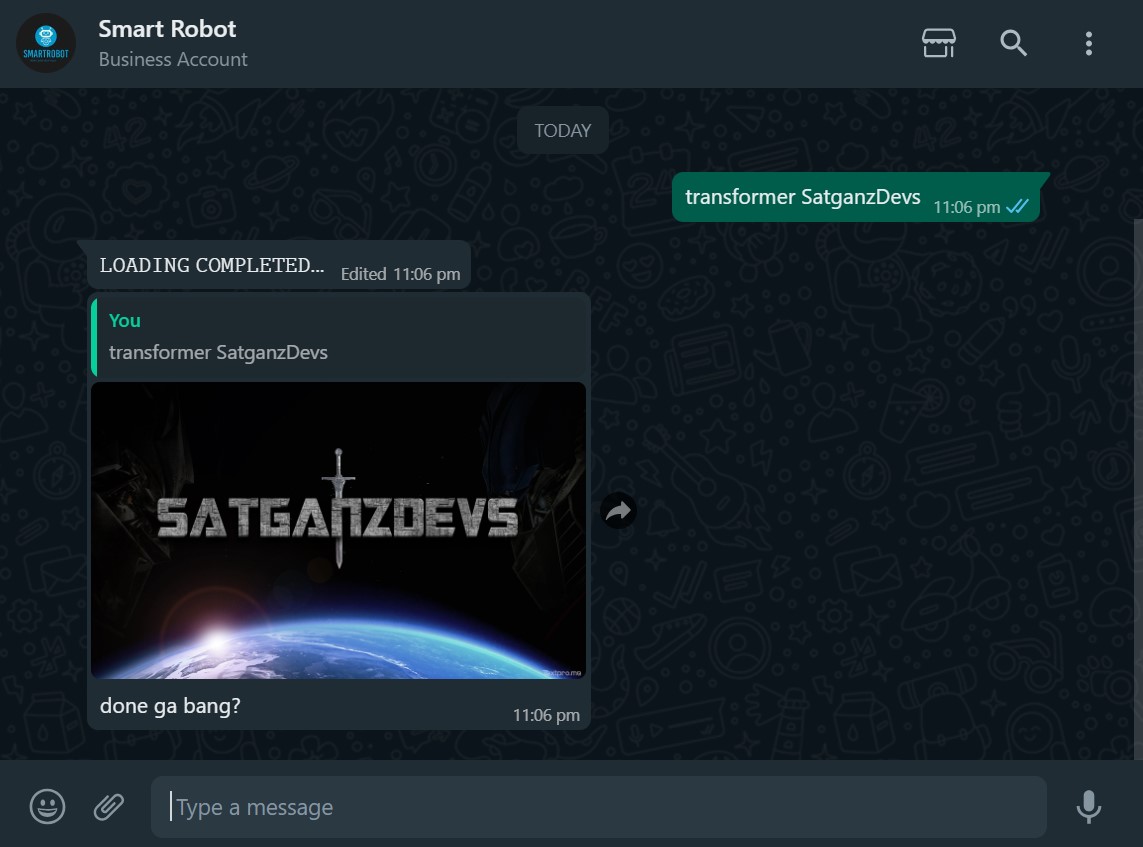 SMARTROBOT
Smart Robot
Business Account
TODAY
transformer SatganzDevs
11:06 pm
LOADING COMPLETED...
Edited 11:06 pm
You
transformer SatganzDevs
SATGANZDEVS
done ga bang?
11:06 pm
Type a message